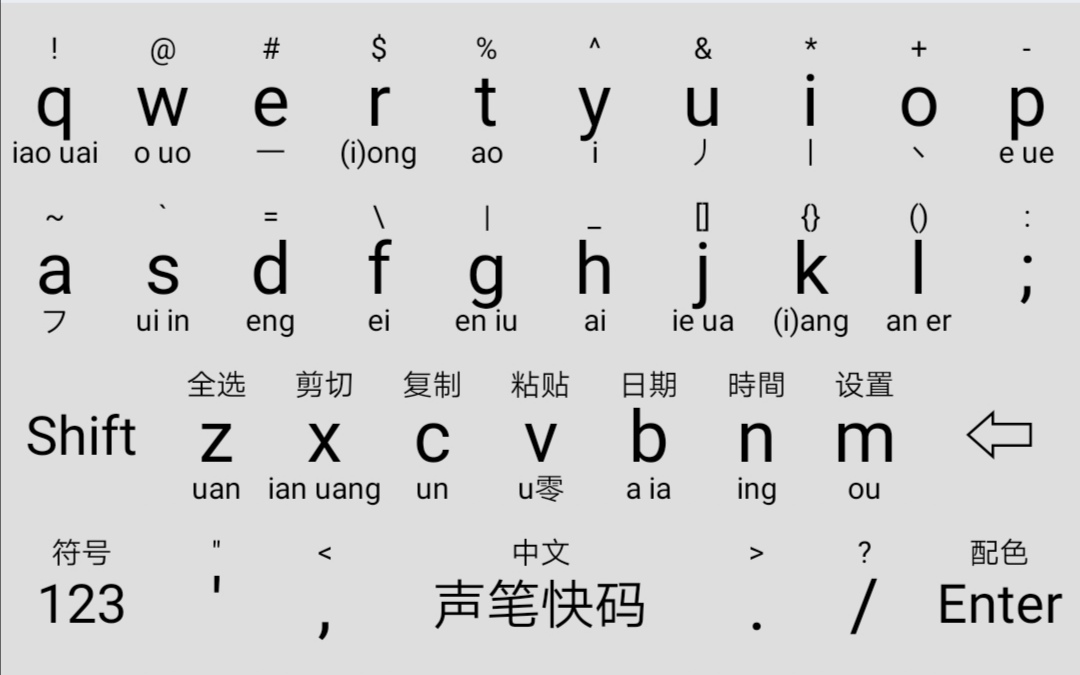 ! @ # $ % ^ & * + -
q w e r t y u i o p
iao uai o uo 一 (i)ong ao i 丿 丨 丶 e ue
~ ` = \ | _ [] {} () :
a s d f g h j k l ;
フ ui in eng ei en iu ai ie ua (i)ang an er
全选 剪切 复制 粘贴 日期 時間 设置
Shift z x c v b n m
uan ian uang un u零 a ia ing ou
符号 " < 中文 > ? 配色
123 ' , 声笔快码 . / Enter